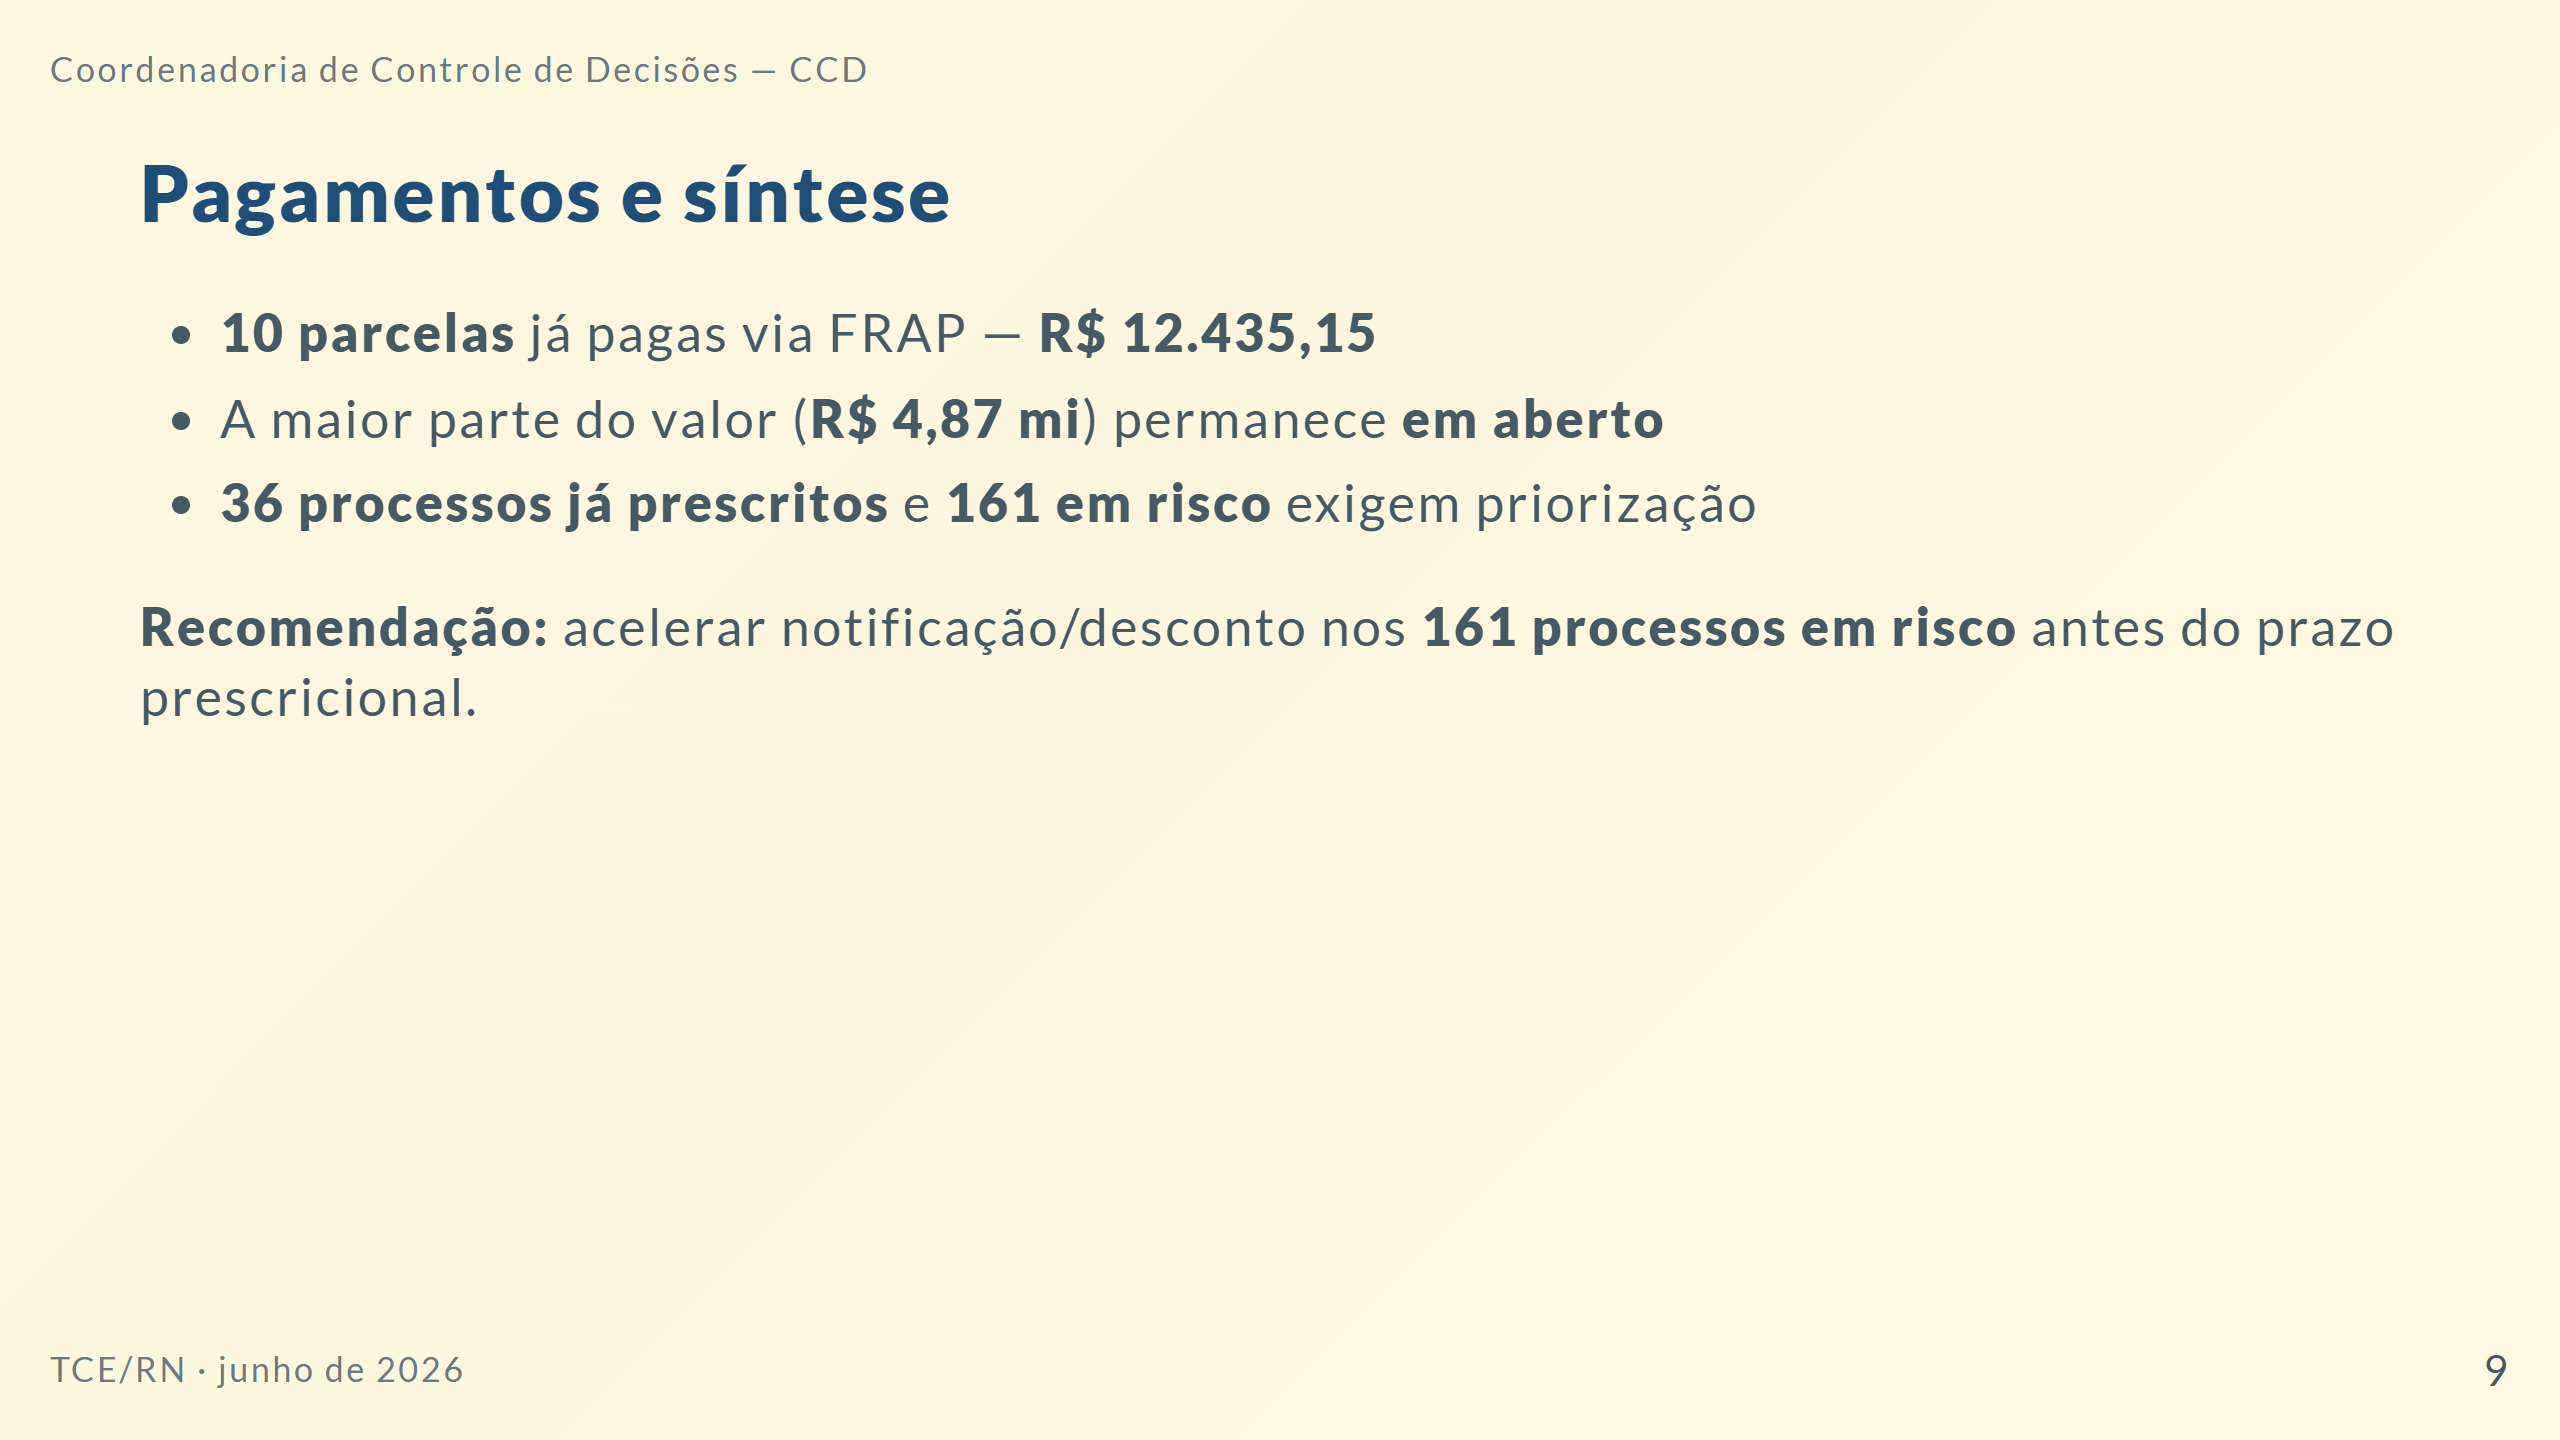 Coordenadoria de Controle de Decisões — CCD
Pagamentos e síntese
• 10 parcelas já pagas via FRAP — R$ 12.435,15
• A maior parte do valor (R$ 4,87 mi) permanece em aberto
• 36 processos já prescritos e 161 em risco exigem priorização
Recomendação: acelerar notificação/desconto nos 161 processos em risco antes do prazo
prescricional.
TCE/RN · junho de 2026
9